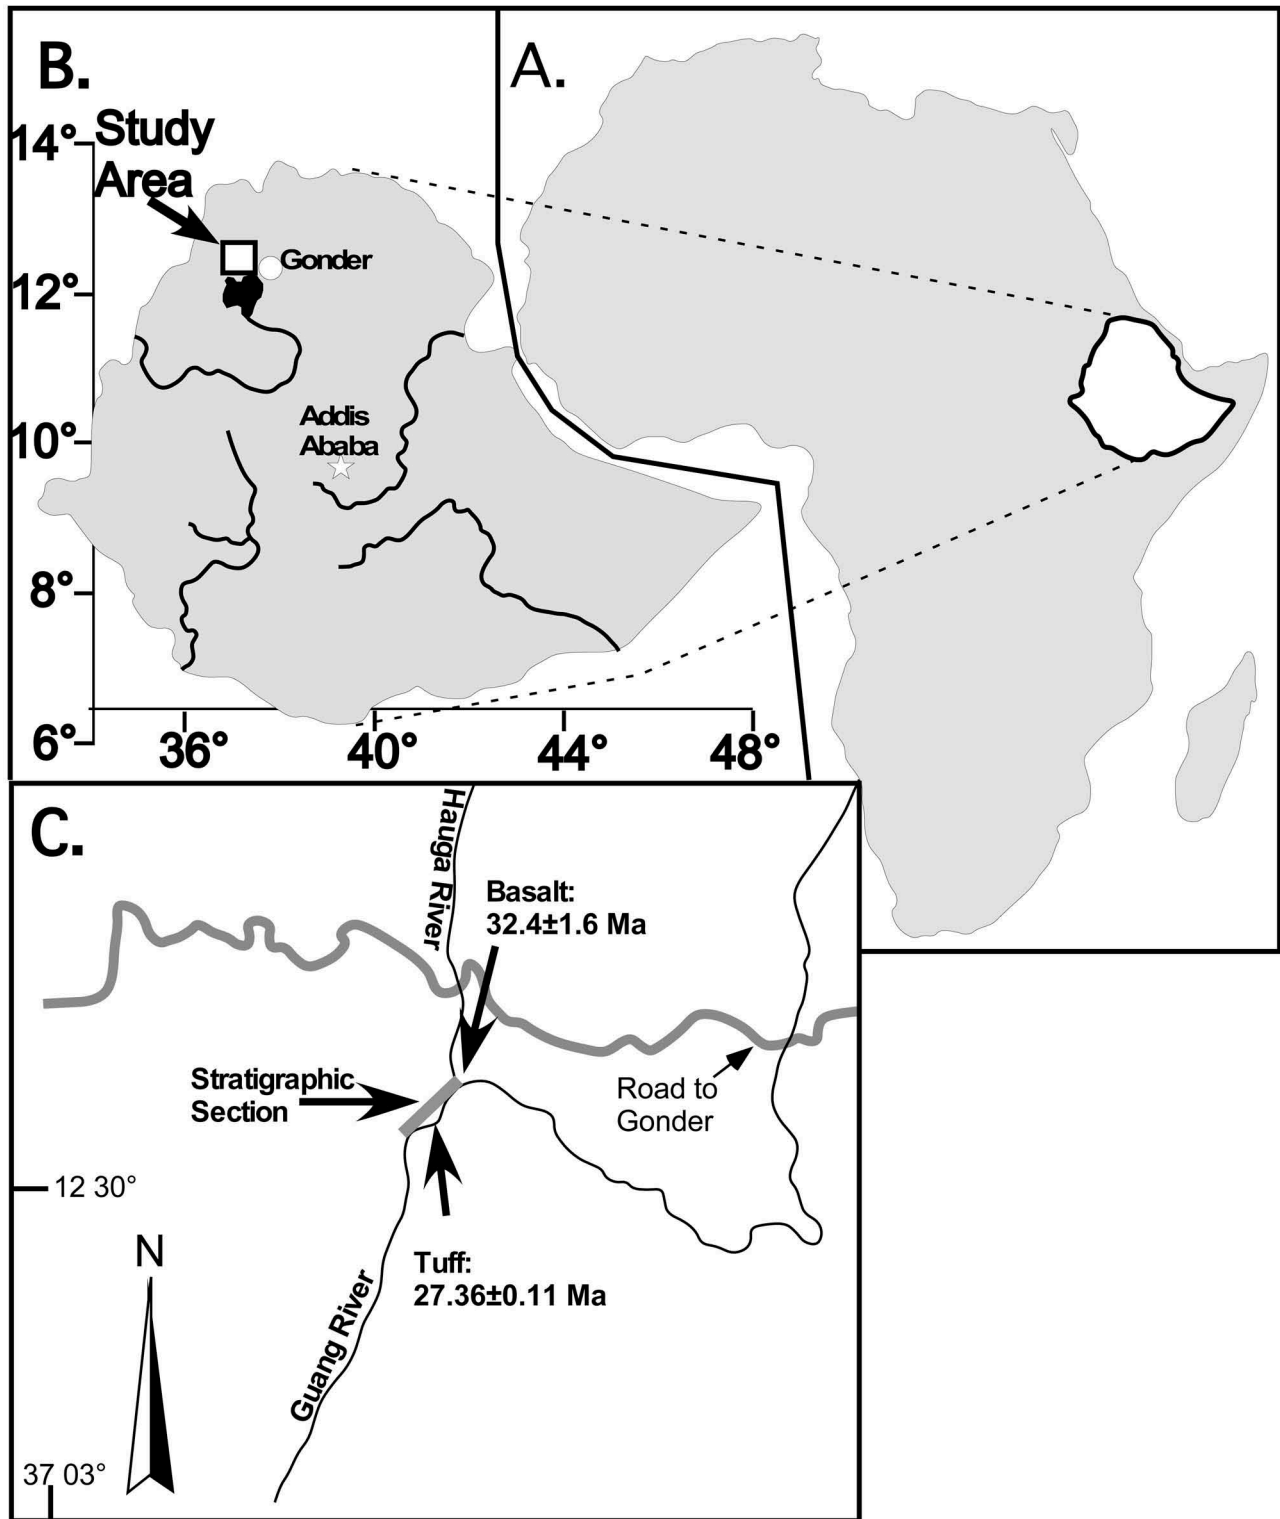 B.
A.
Study
Area
14°
12°
10°
8°
6°
Gonder
Addis
Ababa
36°
40°
44°
48°
C.
Hauga River
Basalt:
32.4±1.6 Ma
Stratigraphic
Section
Road to
Gonder
12 30°
N
Tuff:
27.36±0.11 Ma
Guang River
37 03°